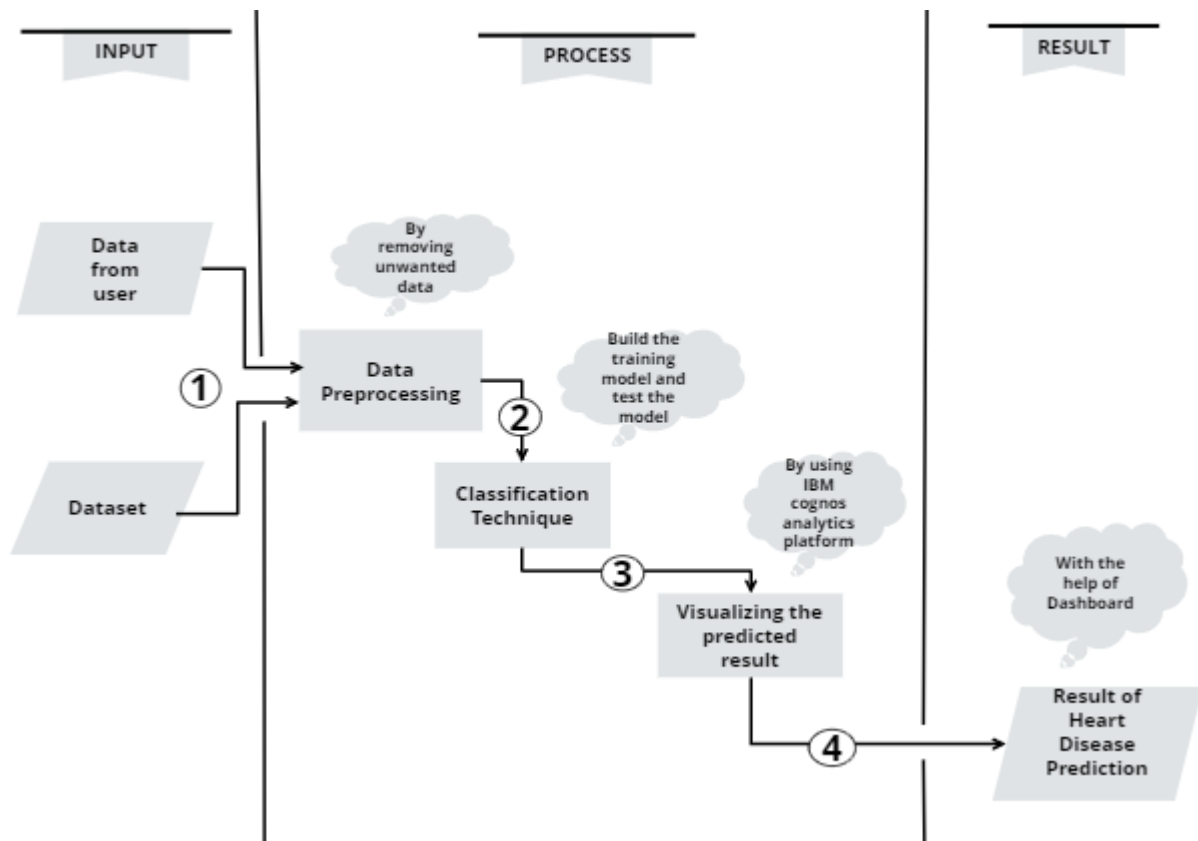 INPUT
PROCESS
RESULT
Data
from
user
By
removing
unwanted
data
1
Data
Preprocessing
Build the
training
model and
test the
model
2
Dataset
Classification
Technique
By using
IBM
cognos
analytics
platform
3
With the
help of
Dashboard
Visualizing the
predicted
result
4
Result of
Heart
Disease
Prediction